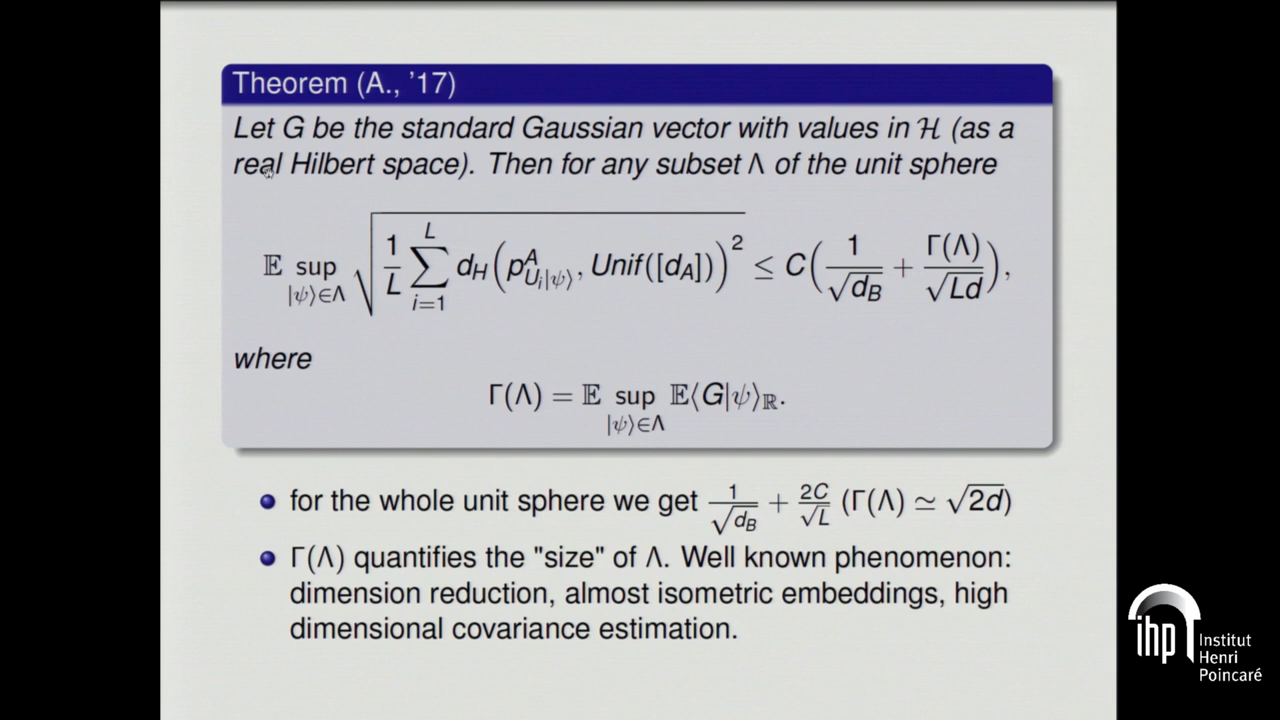 Theorem (A., '17)
Let G be the standard Gaussian vector with values in ℋ (as a
real Hilbert space). Then for any subset Λ of the unit sphere
𝔼 sup_{|ψ⟩∈Λ} √( (1/L) ∑_{i=1}^{L} d_H(p^A_{U_i|ψ⟩}, Unif([d_A]))^2 ) ≤ C( 1/√d_B + Γ(Λ)/√(Ld) ),
where
Γ(Λ) = 𝔼 sup_{|ψ⟩∈Λ} 𝔼⟨G|ψ⟩_ℝ.
for the whole unit sphere we get 1/√d_B + 2C/√L (Γ(Λ) ≃ √(2d))
Γ(Λ) quantifies the "size" of Λ. Well known phenomenon:
dimension reduction, almost isometric embeddings, high
dimensional covariance estimation.
ihp
Institut
Henri
Poincaré